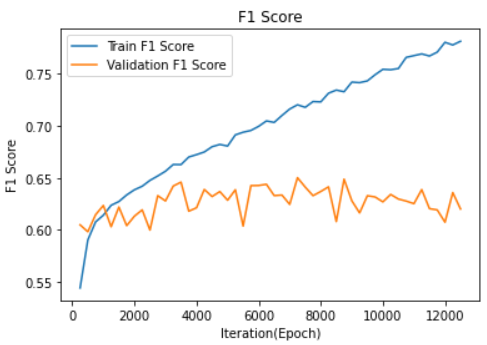 F1 Score
Train F1 Score
Validation F1 Score
F1 Score
0.75
0.70
0.65
0.60
0.55
0 2000 4000 6000 8000 10000 12000
Iteration(Epoch)